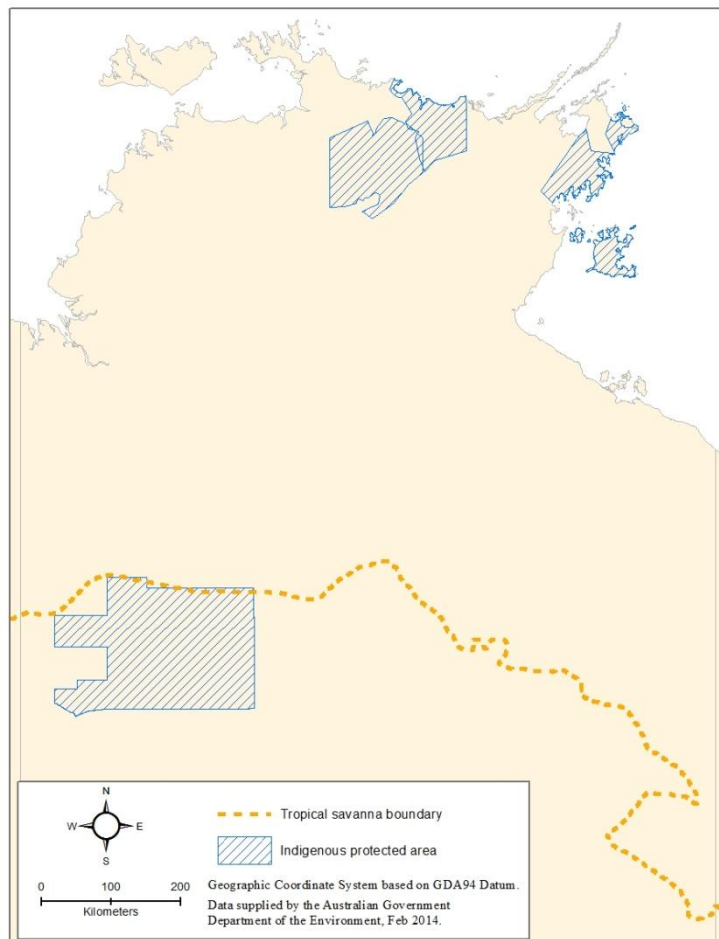 N
W E
S
0 100 200
Kilometers
Tropical savanna boundary
Indigenous protected area
Geographic Coordinate System based on GDA94 Datum.
Data supplied by the Australian Government
Department of the Environment, Feb 2014.